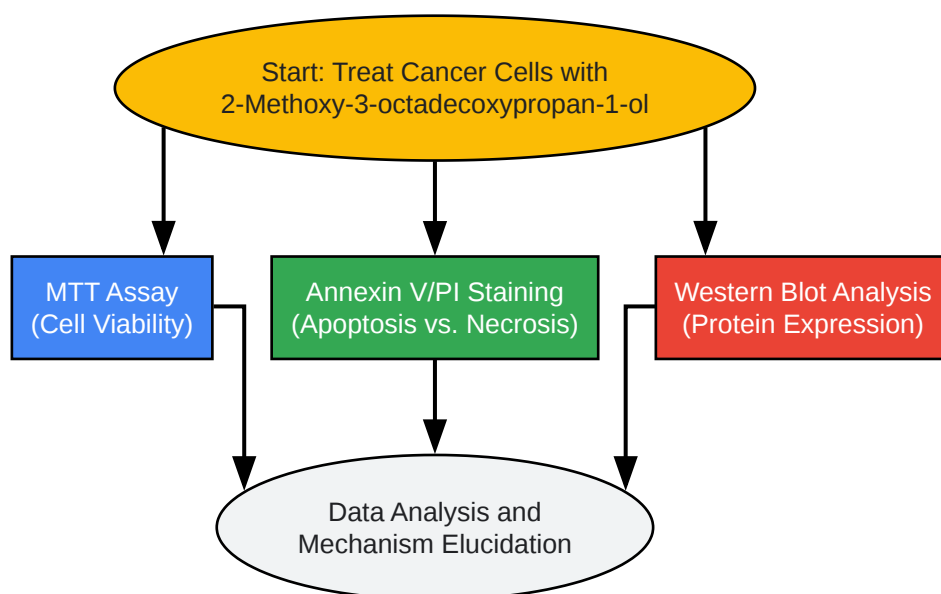 Start: Treat Cancer Cells with
2-Methoxy-3-octadecoxypropan-1-ol
MTT Assay
(Cell Viability)
Annexin V/PI Staining
(Apoptosis vs. Necrosis)
Western Blot Analysis
(Protein Expression)
Data Analysis and
Mechanism Elucidation